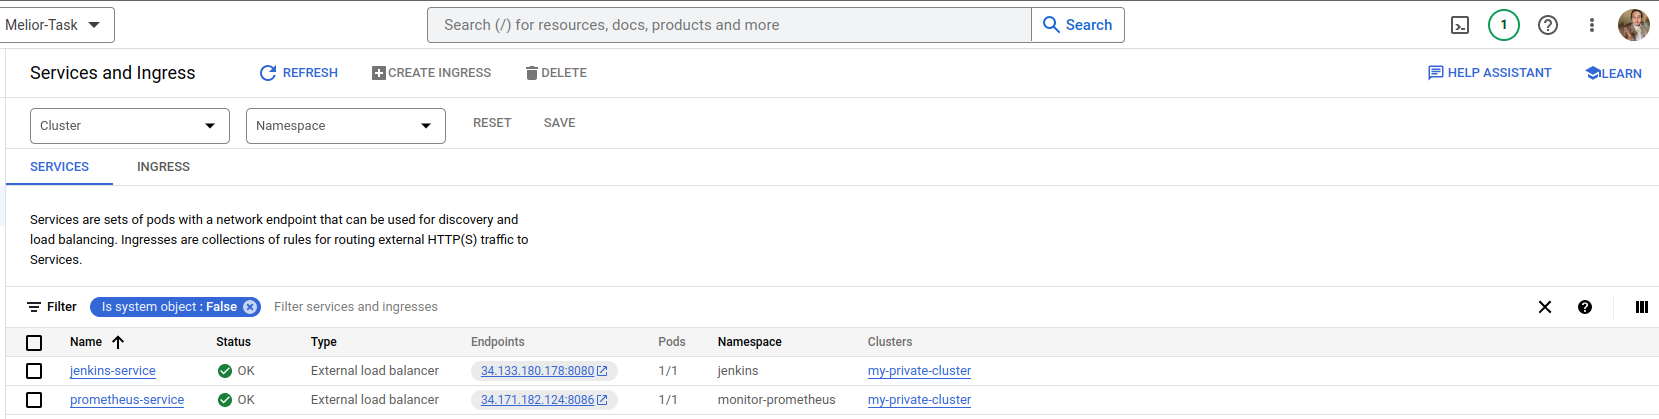 Melior-Task
Search (/) for resources, docs, products and more
Search
1
Services and Ingress
REFRESH
CREATE INGRESS
DELETE
HELP ASSISTANT
LEARN
Cluster
Namespace
RESET
SAVE
SERVICES
INGRESS
Services are sets of pods with a network endpoint that can be used for discovery and
load balancing. Ingresses are collections of rules for routing external HTTP(S) traffic to
Services.
Filter Is system object : False Filter services and ingresses
Name Status Type Endpoints Pods Namespace Clusters
jenkins-service OK External load balancer 34.133.180.178:8080 1/1 jenkins my-private-cluster
prometheus-service OK External load balancer 34.171.182.124:8086 1/1 monitor-prometheus my-private-cluster